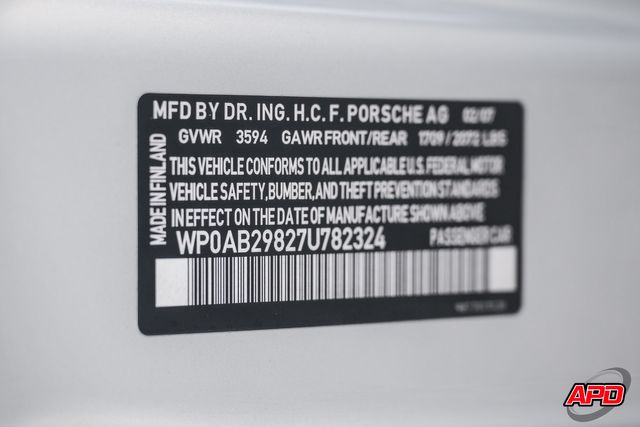 MFD BY DR. ING. H.C. F. PORSCHE AG 02/07
GVWR 3594 GAWR FRONT/REAR 1709 / 2072 LBS
MADE IN FINLAND
THIS VEHICLE CONFORMS TO ALL APPLICABLE U.S. FEDERAL MOTOR
VEHICLE SAFETY, BUMBER, AND THEFT PREVENTION STANDARDS
IN EFFECT ON THE DATE OF MANUFACTURE SHOWN ABOVE
WP0AB29827U782324 PASSENGER CAR
APD